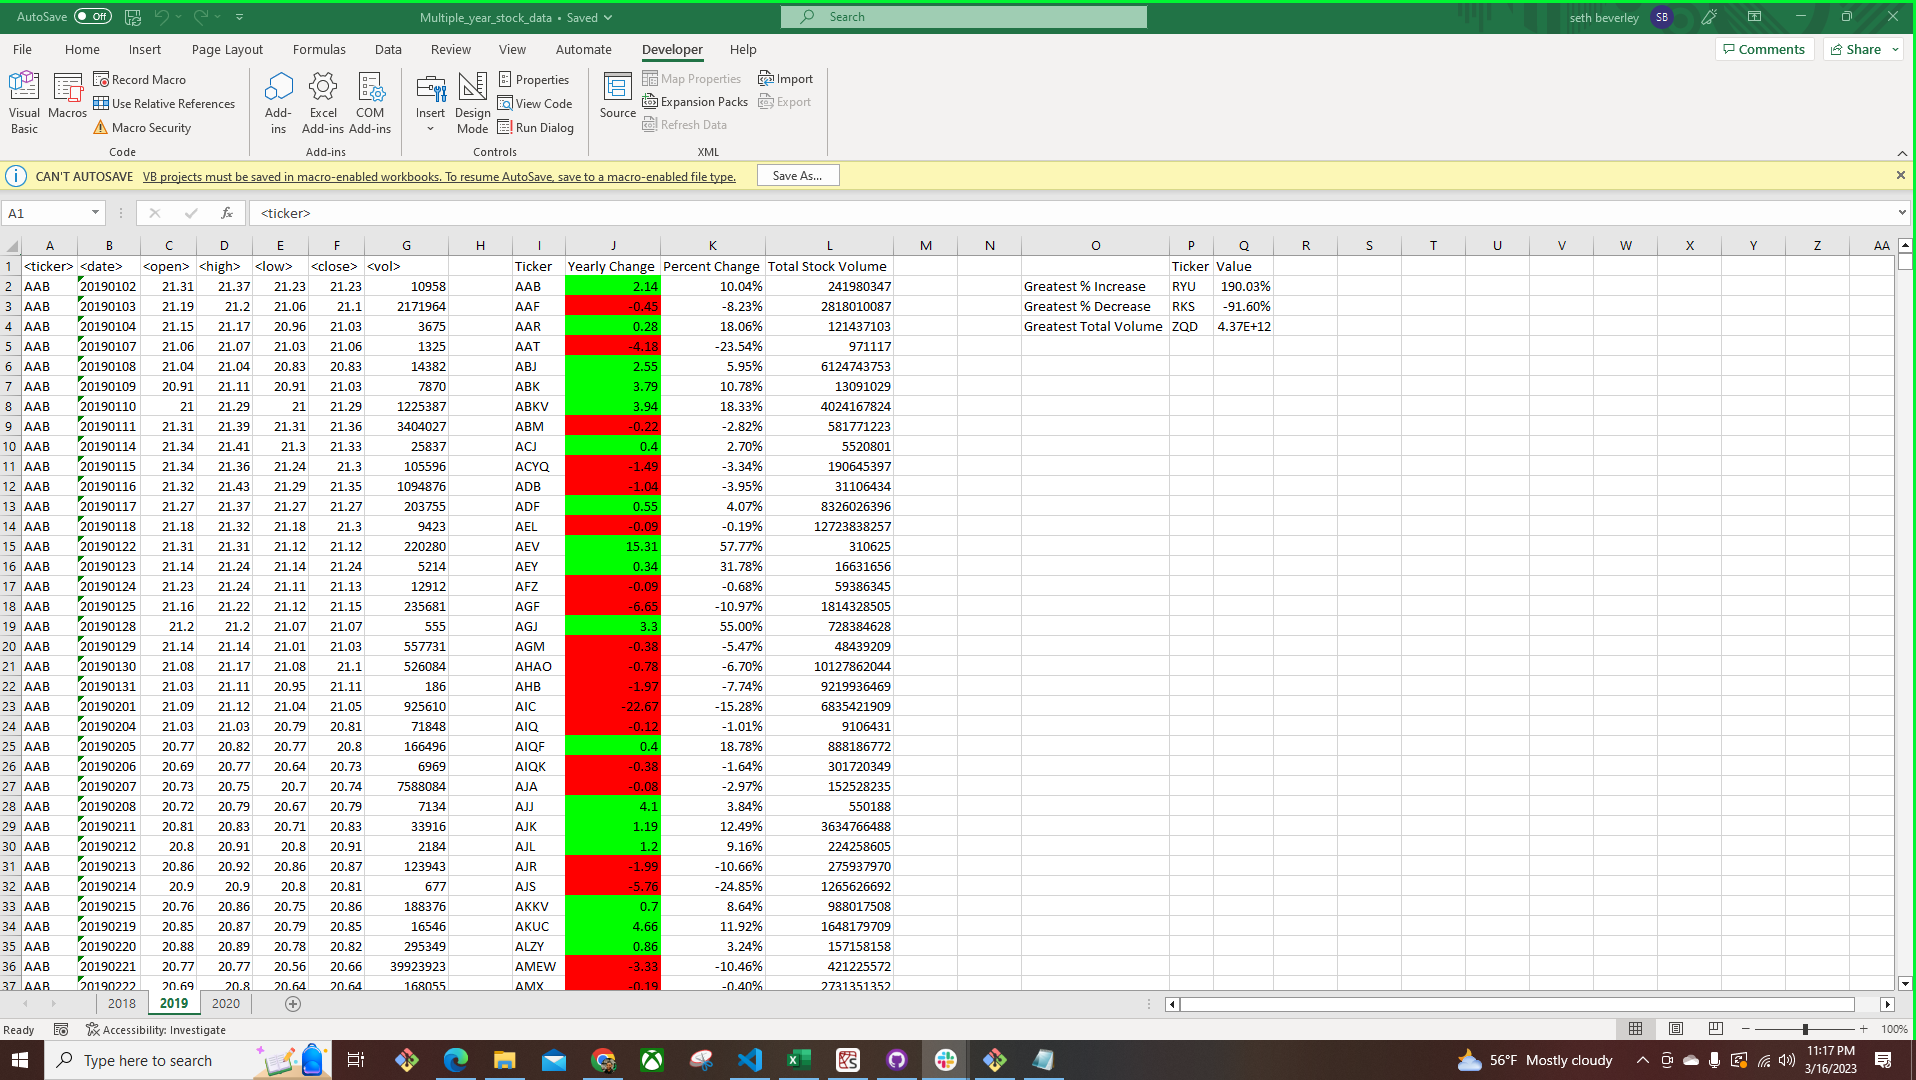 AutoSave Off Multiple_year_stock_data • Saved Search seth beverley SB
File Home Insert Page Layout Formulas Data Review View Automate Developer Help Comments Share
Visual Basic Macros Record Macro Use Relative References Macro Security Code
Add-ins Excel Add-ins COM Add-ins Add-ins
Insert Design Mode Properties View Code Run Dialog Controls
Source Map Properties Expansion Packs Refresh Data Import Export XML
CAN'T AUTOSAVE VB projects must be saved in macro-enabled workbooks. To resume AutoSave, save to a macro-enabled file type. Save As...
A1 fx <ticker>
A B C D E F G H I J K L M N O P Q R S T U V W X Y Z AA
1 <ticker> <date> <open> <high> <low> <close> <vol> Ticker Yearly Change Percent Change Total Stock Volume Ticker Value
2 AAB 20190102 21.31 21.37 21.23 21.23 10958 AAB 2.14 10.04% 241980347 Greatest % Increase RYU 190.03%
3 AAB 20190103 21.19 21.2 21.06 21.1 2171964 AAF -0.45 -8.23% 2818010087 Greatest % Decrease RKS -91.60%
4 AAB 20190104 21.15 21.17 20.96 21.03 3675 AAR 0.28 18.06% 121437103 Greatest Total Volume ZQD 4.37E+12
5 AAB 20190107 21.06 21.07 21.03 21.06 1325 AAT -4.18 -23.54% 971117
6 AAB 20190108 21.04 21.04 20.83 20.83 14382 ABJ 2.55 5.95% 6124743753
7 AAB 20190109 20.91 21.11 20.91 21.03 7870 ABK 3.79 10.78% 13091029
8 AAB 20190110 21 21.29 21 21.29 1225387 ABKV 3.94 18.33% 4024167824
9 AAB 20190111 21.31 21.39 21.31 21.36 3404027 ABM -0.22 -2.82% 581771223
10 AAB 20190114 21.34 21.41 21.3 21.33 25837 ACJ 0.4 2.70% 5520801
11 AAB 20190115 21.34 21.36 21.24 21.3 105596 ACYQ -1.49 -3.34% 190645397
12 AAB 20190116 21.32 21.43 21.29 21.35 1094876 ADB -1.04 -3.95% 31106434
13 AAB 20190117 21.27 21.37 21.27 21.27 203755 ADF 0.55 4.07% 8326026396
14 AAB 20190118 21.18 21.32 21.18 21.3 9423 AEL -0.09 -0.19% 12723838257
15 AAB 20190122 21.31 21.31 21.12 21.12 220280 AEV 15.31 57.77% 310625
16 AAB 20190123 21.14 21.24 21.14 21.24 5214 AEY 0.34 31.78% 16631656
17 AAB 20190124 21.23 21.24 21.11 21.13 12912 AFZ -0.09 -0.68% 59386345
18 AAB 20190125 21.16 21.22 21.12 21.15 235681 AGF -6.65 -10.97% 1814328505
19 AAB 20190128 21.2 21.2 21.07 21.07 555 AGJ 3.3 55.00% 728384628
20 AAB 20190129 21.14 21.14 21.01 21.03 557731 AGM -0.38 -5.47% 48439209
21 AAB 20190130 21.08 21.17 21.08 21.1 526084 AHAO -0.78 -6.70% 10127862044
22 AAB 20190131 21.03 21.11 20.95 21.11 186 AHB -1.97 -7.74% 9219936469
23 AAB 20190201 21.09 21.12 21.04 21.05 925610 AIC -22.67 -15.28% 6835421909
24 AAB 20190204 21.03 21.03 20.79 20.81 71848 AIQ -0.12 -1.01% 9106431
25 AAB 20190205 20.77 20.82 20.77 20.8 166496 AIQF 0.4 18.78% 888186772
26 AAB 20190206 20.69 20.77 20.64 20.73 6969 AIQK -0.38 -1.64% 301720349
27 AAB 20190207 20.73 20.75 20.7 20.74 7588084 AJA -0.08 -2.97% 152528235
28 AAB 20190208 20.72 20.79 20.67 20.79 7134 AJJ 4.1 3.84% 550188
29 AAB 20190211 20.81 20.83 20.71 20.83 33916 AJK 1.19 12.49% 3634766488
30 AAB 20190212 20.8 20.91 20.8 20.91 2184 AJL 1.2 9.16% 224258605
31 AAB 20190213 20.86 20.92 20.86 20.87 123943 AJR -1.99 -10.66% 275937970
32 AAB 20190214 20.9 20.9 20.8 20.81 677 AJS -5.76 -24.85% 1265626692
33 AAB 20190215 20.76 20.86 20.75 20.86 188376 AKKV 0.7 8.64% 988017508
34 AAB 20190219 20.85 20.87 20.79 20.85 16546 AKUC 4.66 11.92% 1648179709
35 AAB 20190220 20.88 20.89 20.78 20.82 295349 ALZY 0.86 3.24% 157158158
36 AAB 20190221 20.77 20.77 20.56 20.66 39923923 AMEW -3.33 -10.46% 421225572
37 AAB 20190222 20.69 20.8 20.64 20.64 168055 AMX -0.19 -0.40% 2731351352
2018 2019 2020
Ready Accessibility: Investigate 100%
Type here to search 56°F Mostly cloudy 11:17 PM
3/16/2023